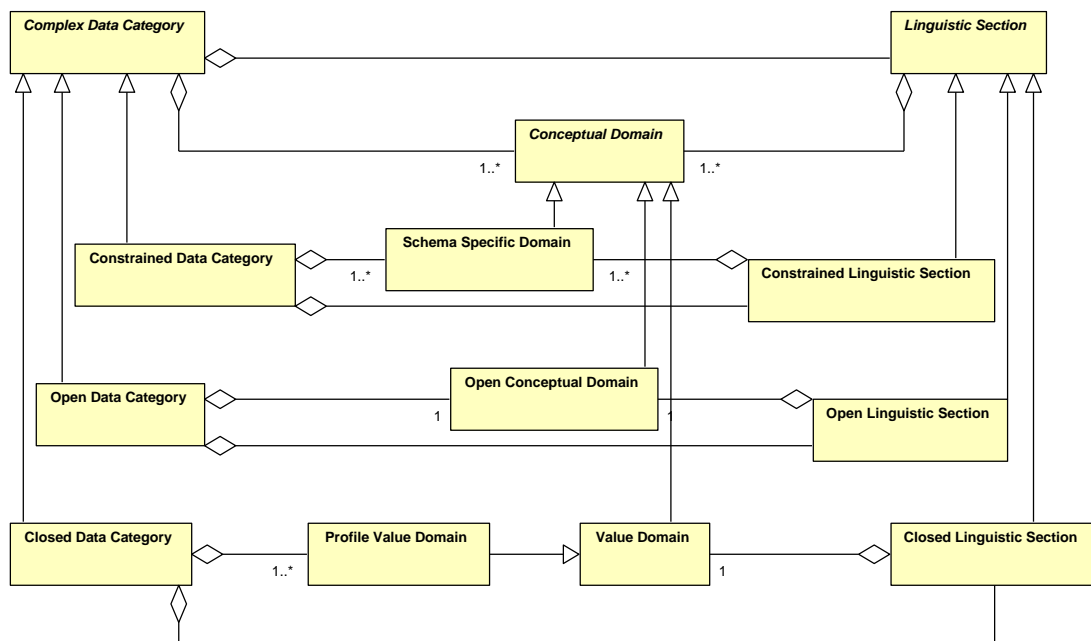 Complex Data Category
Linguistic Section
Conceptual Domain
1..*
1..*
Schema Specific Domain
Constrained Data Category
Constrained Linguistic Section
1..*
1..*
Open Conceptual Domain
Open Data Category
Open Linguistic Section
1
1
Closed Data Category
Profile Value Domain
Value Domain
Closed Linguistic Section
1..*
1